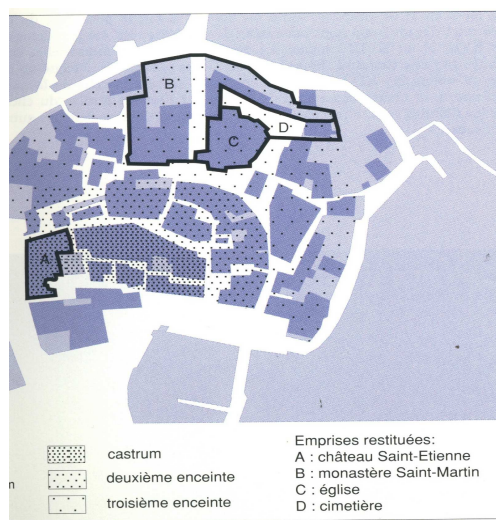 B
C
D
A
n
castrum
deuxième enceinte
troisième enceinte
Emprises restituées:
A : château Saint-Etienne
B : monastère Saint-Martin
C : église
D : cimetière